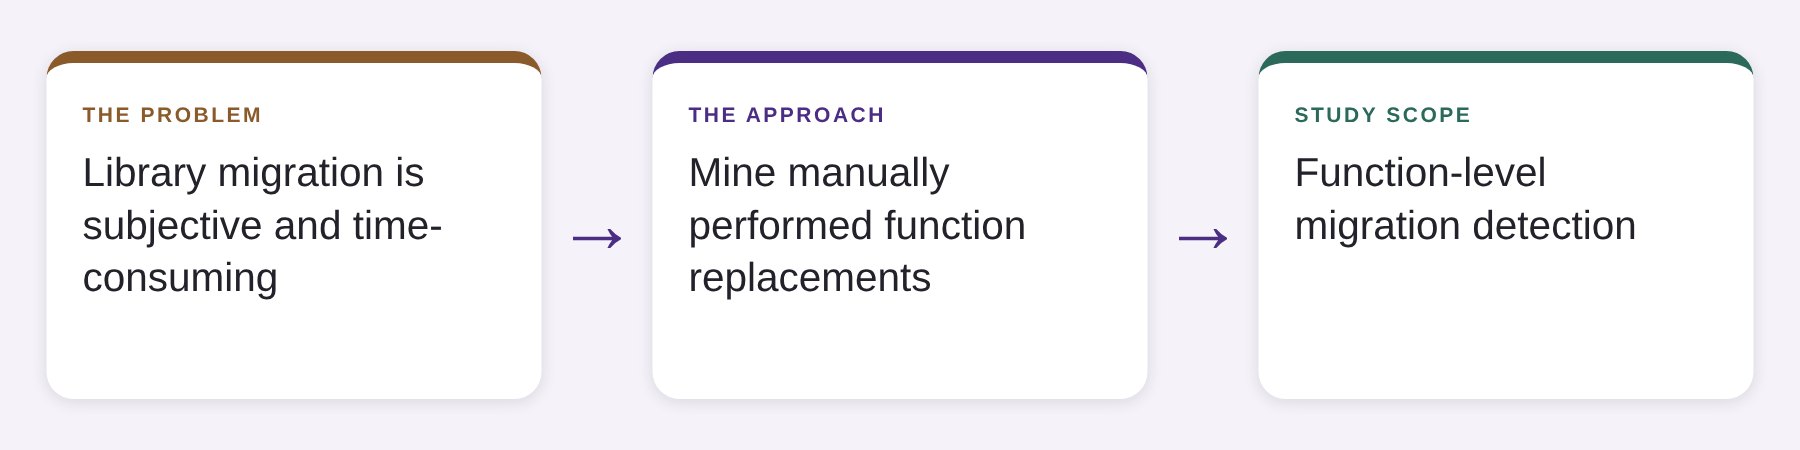 THE PROBLEM
Library migration is
subjective and time-
consuming
→
THE APPROACH
Mine manually
performed function
replacements
→
STUDY SCOPE
Function-level
migration detection